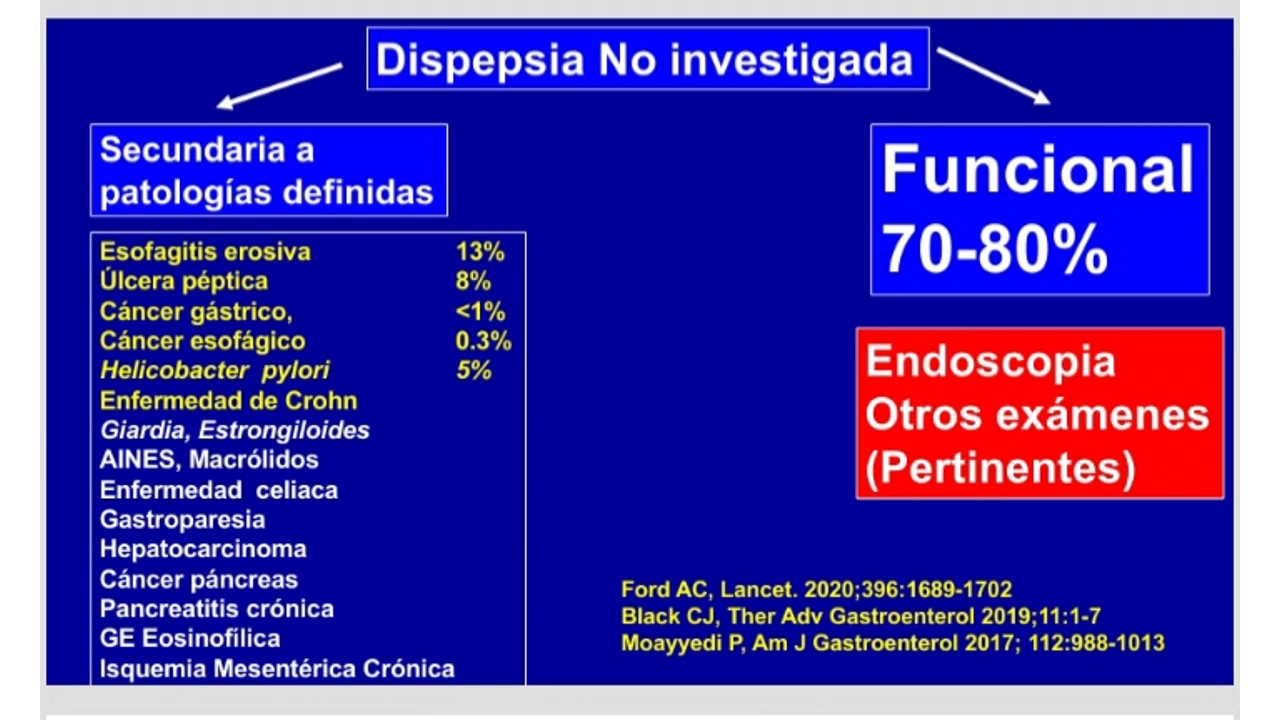 Dispepsia No investigada
Secundaria a
patologías definidas
Funcional
70-80%
Esofagitis erosiva 13%
Úlcera péptica 8%
Cáncer gástrico, <1%
Cáncer esofágico 0.3%
Helicobacter pylori 5%
Enfermedad de Crohn
Giardia, Estrongiloides
AINES, Macrólidos
Enfermedad celiaca
Gastroparesia
Hepatocarcinoma
Cáncer páncreas
Pancreatitis crónica
GE Eosinofílica
Isquemia Mesentérica Crónica
Endoscopia
Otros exámenes
(Pertinentes)
Ford AC, Lancet. 2020;396:1689-1702
Black CJ, Ther Adv Gastroenterol 2019;11:1-7
Moayyedi P, Am J Gastroenterol 2017; 112:988-1013